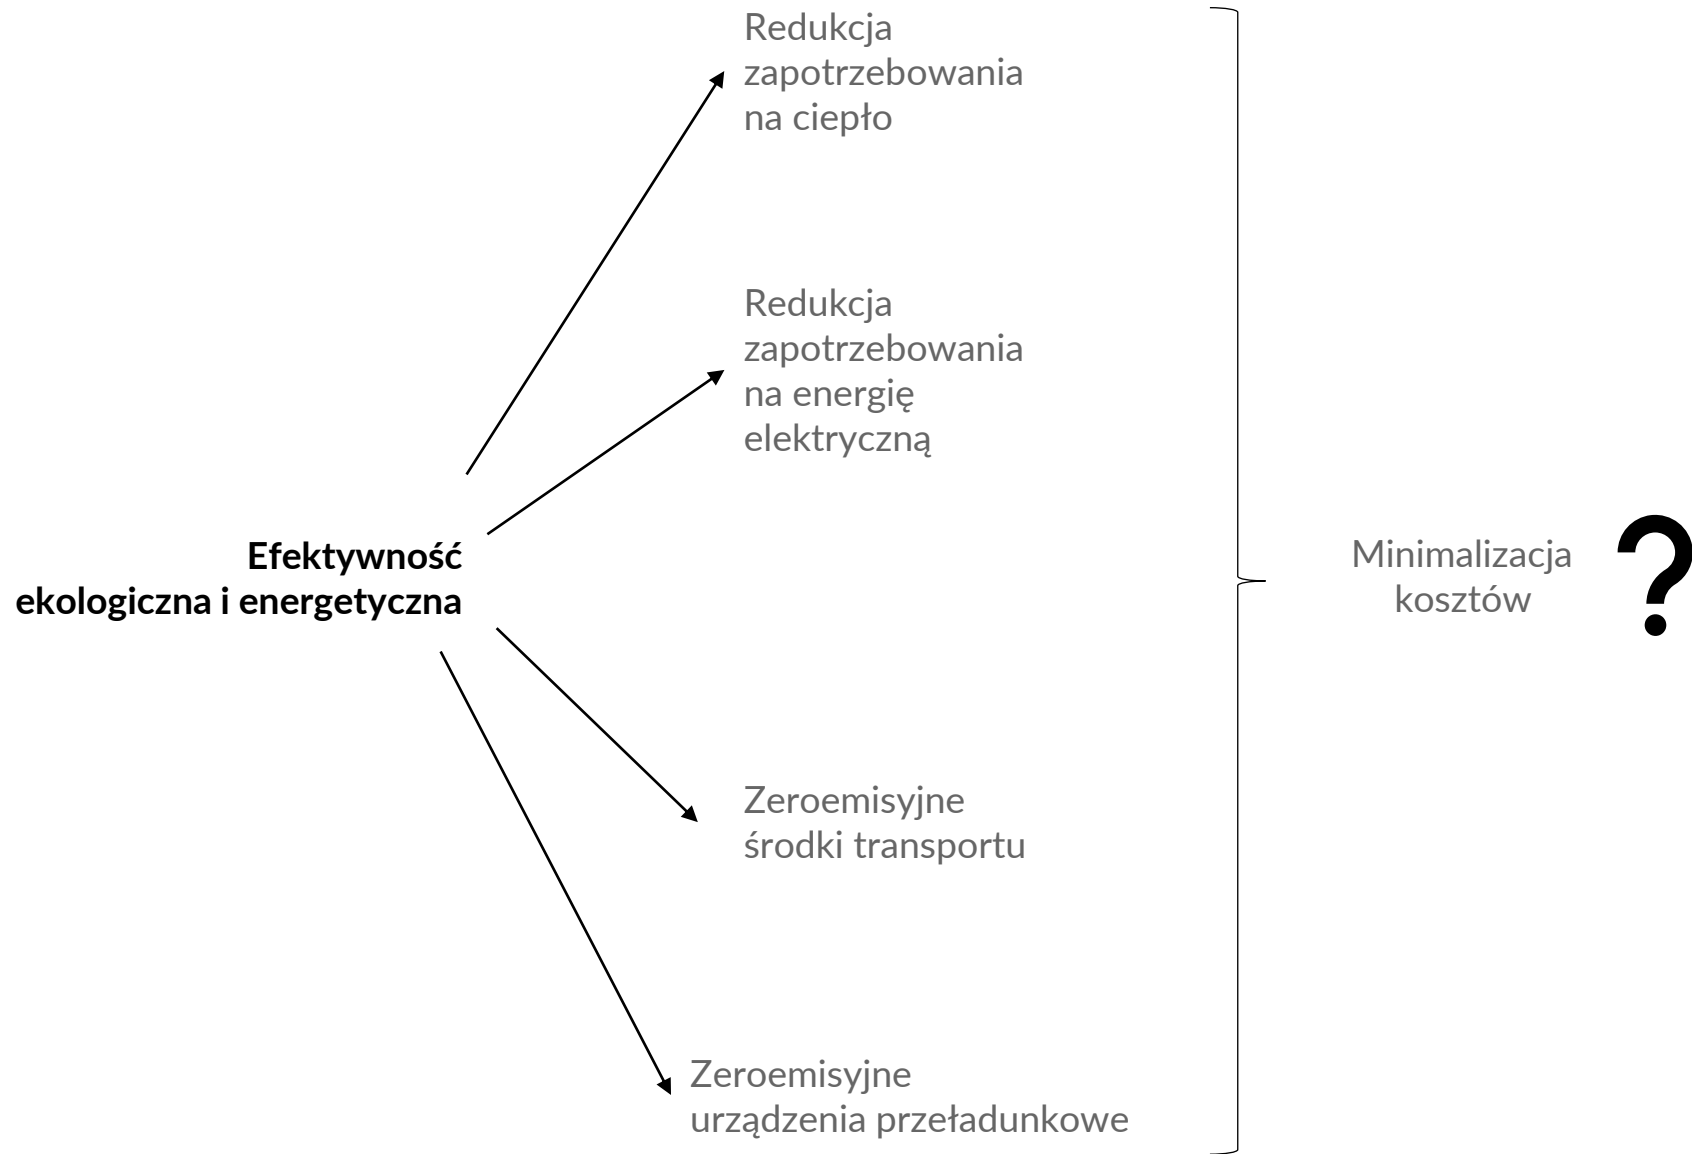 Redukcja
zapotrzebowania
na ciepło
Redukcja
zapotrzebowania
na energię
elektryczną
Efektywność
ekologiczna i energetyczna
Minimalizacja
kosztów
?
Zeroemisyjne
środki transportu
Zeroemisyjne
urządzenia przeładunkowe